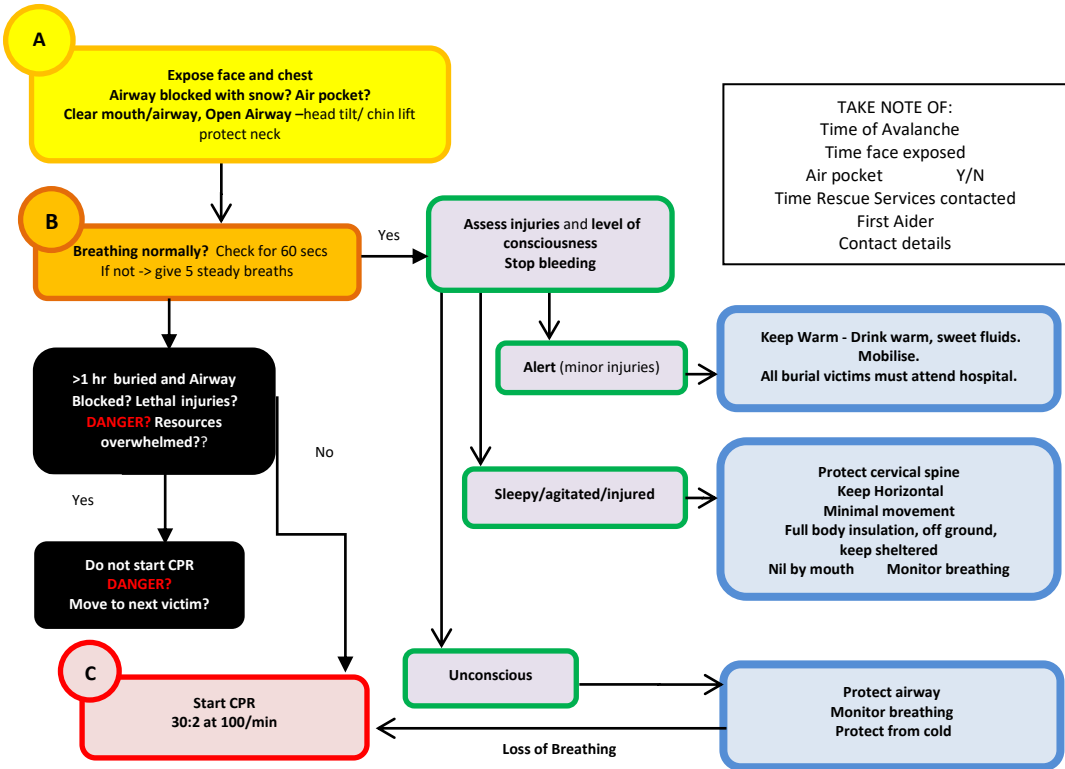 A
Expose face and chest
Airway blocked with snow? Air pocket?
Clear mouth/airway, Open Airway –head tilt/ chin lift
protect neck
TAKE NOTE OF:
Time of Avalanche
Time face exposed
Air pocket Y/N
Time Rescue Services contacted
First Aider
Contact details
B
Breathing normally? Check for 60 secs
If not -> give 5 steady breaths
Yes
Assess injuries and level of
consciousness
Stop bleeding
Alert (minor injuries)
Keep Warm - Drink warm, sweet fluids.
Mobilise.
All burial victims must attend hospital.
>1 hr buried and Airway
Blocked? Lethal injuries?
DANGER? Resources
overwhelmed??
No
Yes
Sleepy/agitated/injured
Protect cervical spine
Keep Horizontal
Minimal movement
Full body insulation, off ground,
keep sheltered
Nil by mouth Monitor breathing
Do not start CPR
DANGER?
Move to next victim?
C
Start CPR
30:2 at 100/min
Unconscious
Protect airway
Monitor breathing
Protect from cold
Loss of Breathing